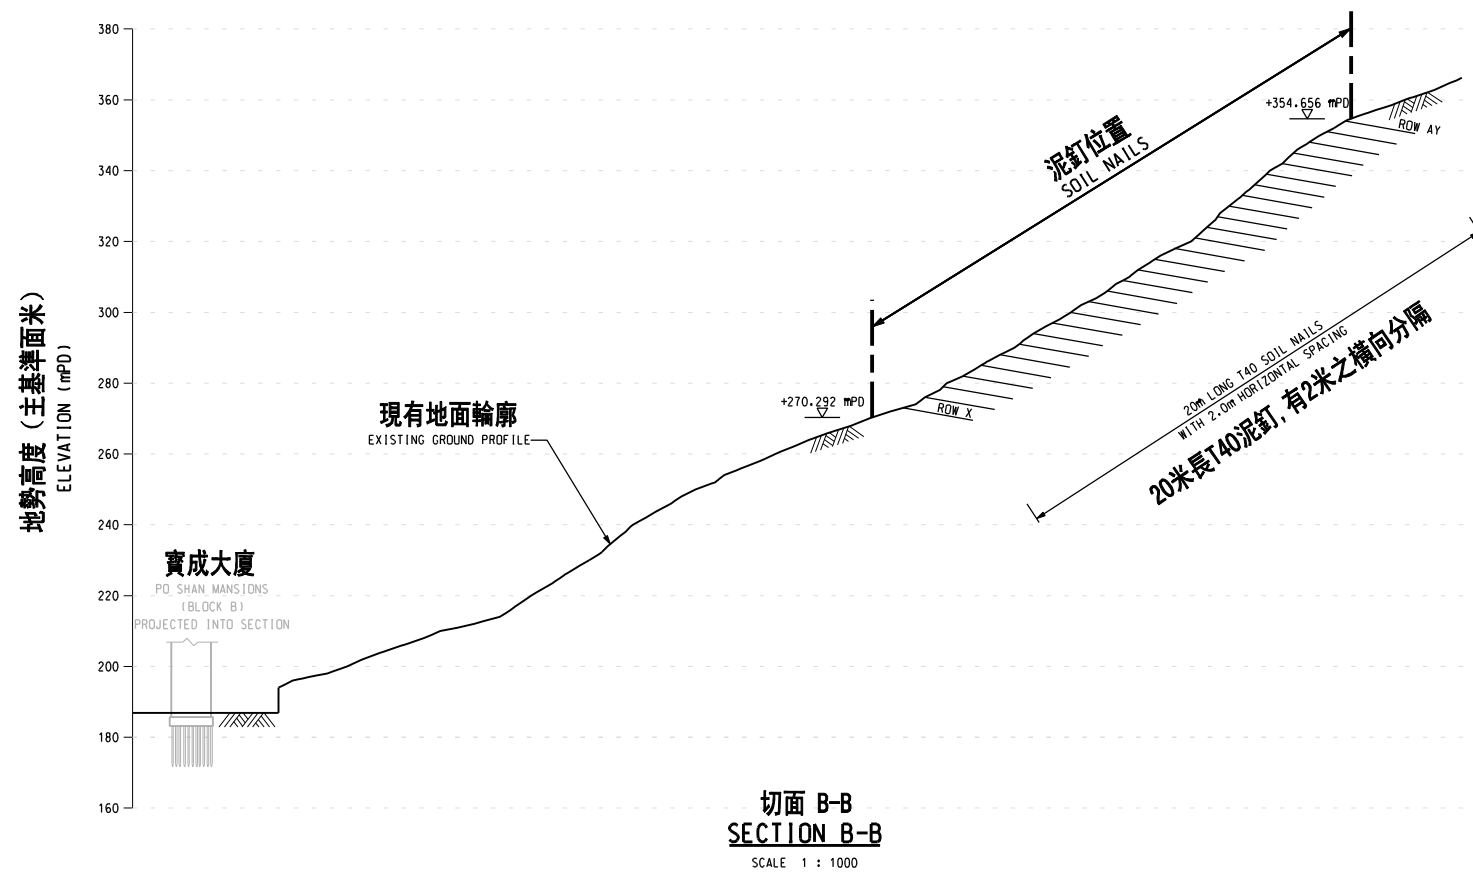 380
360
340
320
300
280
260
240
220
200
180
160
地勢高度（主基準面米）
ELEVATION (mPD)
+354.656 mPD
ROW AY
泥釘位置
SOIL NAILS
+270.292 mPD
ROW X
現有地面輪廓
EXISTING GROUND PROFILE
20m LONG T40 SOIL NAILS
WITH 2.0m HORIZONTAL SPACING
20米長T40泥釘,有2米之橫向分隔
寶成大廈
PO SHAN MANSIONS
(BLOCK B)
PROJECTED INTO SECTION
切面 B-B
SECTION B-B
SCALE 1 : 1000